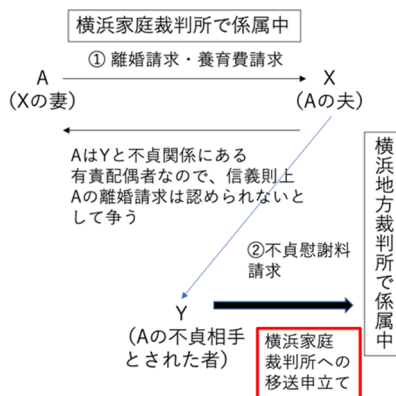 横浜家庭裁判所で係属中
① 離婚請求・養育費請求
A
(Xの妻)
X
(Aの夫)
AはYと不貞関係にある
有責配偶者なので、信義則上
Aの離婚請求は認められないと
して争う
横浜地方裁判所で係属中
②不貞慰謝料
請求
Y
(Aの不貞相手
とされた者)
横浜家庭
裁判所への
移送申立て